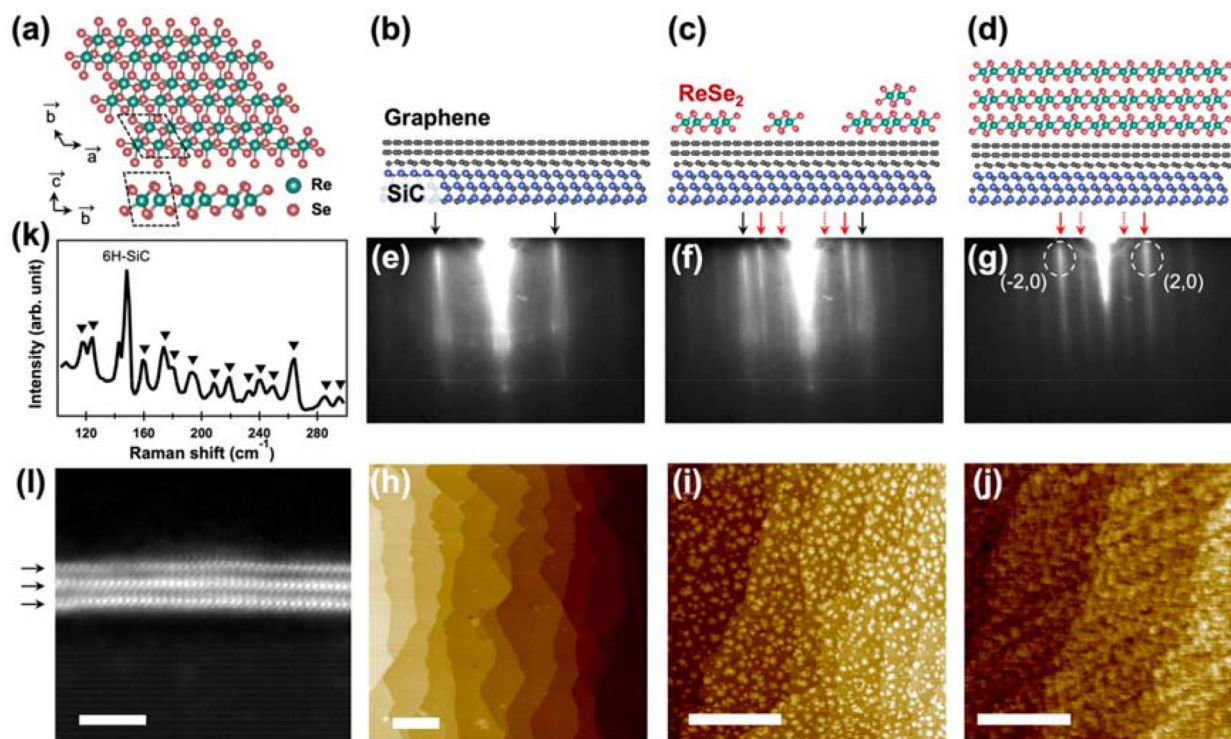 (a)
b
a
c
b
Re
Se
(b)
Graphene
SiC
(c)
ReSe2
(d)
(k)
6H-SiC
Intensity (arb. unit)
120 160 200 240 280
Raman shift (cm-1)
(e)
(f)
(g)
(-2,0)
(2,0)
(l)
(h)
(i)
(j)